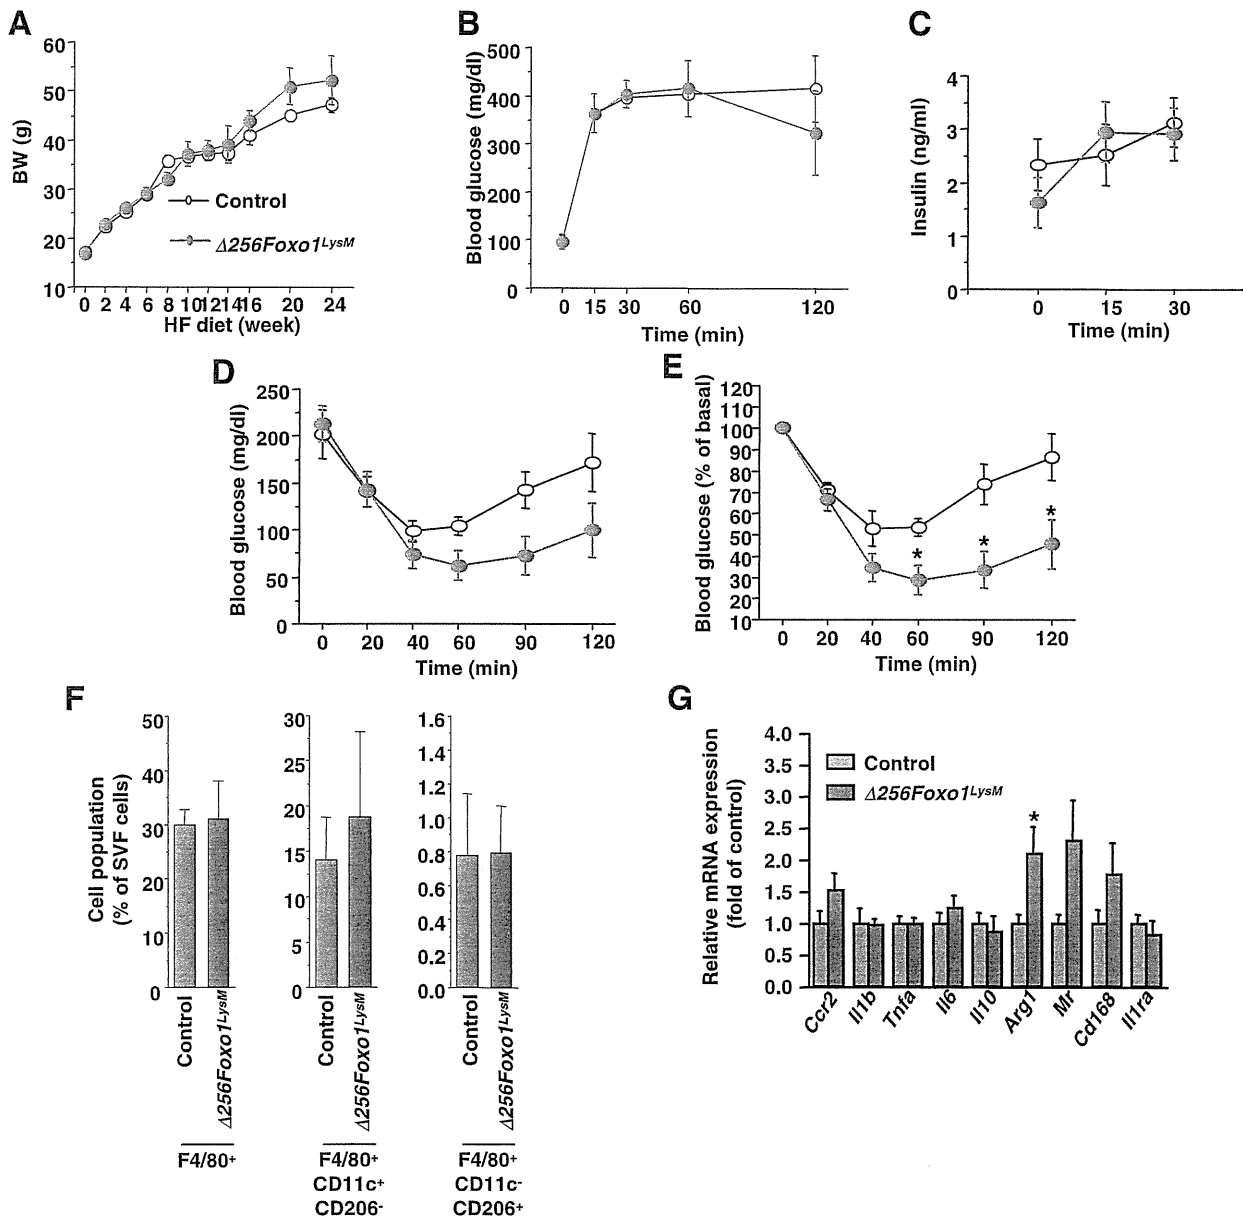 A
BW (g)
60
50
40
30
20
10
Control
Δ256Foxo1LysM
0 2 4 6 8 10 12 14 16 20 24
HF diet (week)
B
Blood glucose (mg/dl)
500
400
300
200
100
0
0 15 30 60 120
Time (min)
C
Insulin (ng/ml)
4
3
2
1
0
0 15 30
Time (min)
D
Blood glucose (mg/dl)
250
200
150
100
50
0
0 20 40 60 90 120
Time (min)
E
Blood glucose (% of basal)
120
110
100
90
80
70
60
50
40
30
20
10
* * *
0 20 40 60 90 120
Time (min)
F
Cell population
(% of SVF cells)
50
40
30
20
10
0
Control
Δ256Foxo1LysM
F4/80+
30
25
20
15
10
5
0
Control
Δ256Foxo1LysM
F4/80+
CD11c+
CD206-
1.6
1.4
1.2
1.0
0.8
0.6
0.4
0.2
0.0
Control
Δ256Foxo1LysM
F4/80+
CD11c-
CD206+
G
Relative mRNA expression
(fold of control)
4.0
3.5
3.0
2.5
2.0
1.5
1.0
0.5
0.0
Control
Δ256Foxo1LysM
*
Ccr2 Il1b Tnfa Il6 Il10 Arg1 Mr Cd168 Il1ra